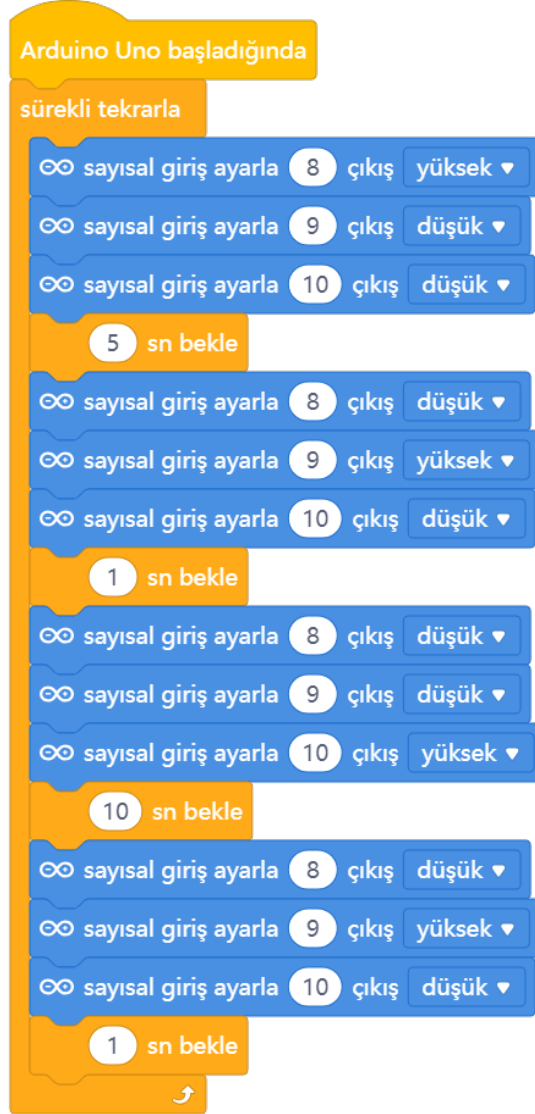 Arduino Uno başladığında
sürekli tekrarla
sayısal giriş ayarla 8 çıkış yüksek
sayısal giriş ayarla 9 çıkış düşük
sayısal giriş ayarla 10 çıkış düşük
5 sn bekle
sayısal giriş ayarla 8 çıkış düşük
sayısal giriş ayarla 9 çıkış yüksek
sayısal giriş ayarla 10 çıkış düşük
1 sn bekle
sayısal giriş ayarla 8 çıkış düşük
sayısal giriş ayarla 9 çıkış düşük
sayısal giriş ayarla 10 çıkış yüksek
10 sn bekle
sayısal giriş ayarla 8 çıkış düşük
sayısal giriş ayarla 9 çıkış yüksek
sayısal giriş ayarla 10 çıkış düşük
1 sn bekle